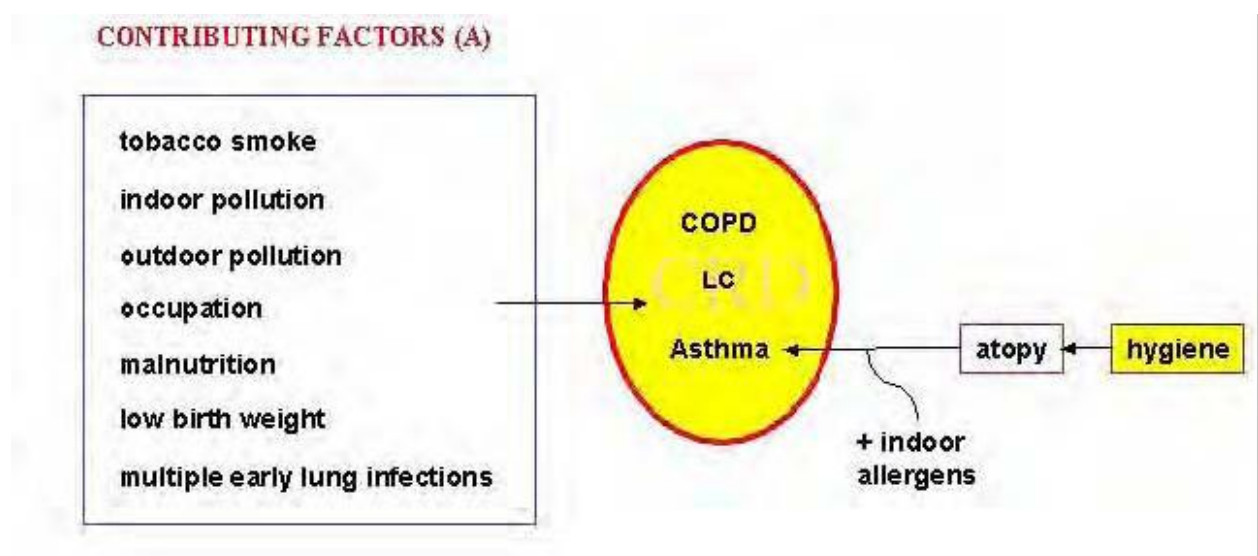 CONTRIBUTING FACTORS (A)
tobacco smoke
indoor pollution
outdoor pollution
occupation
malnutrition
low birth weight
multiple early lung infections
COPD
LC
CRD
Asthma
atopy
hygiene
+ indoor
allergens